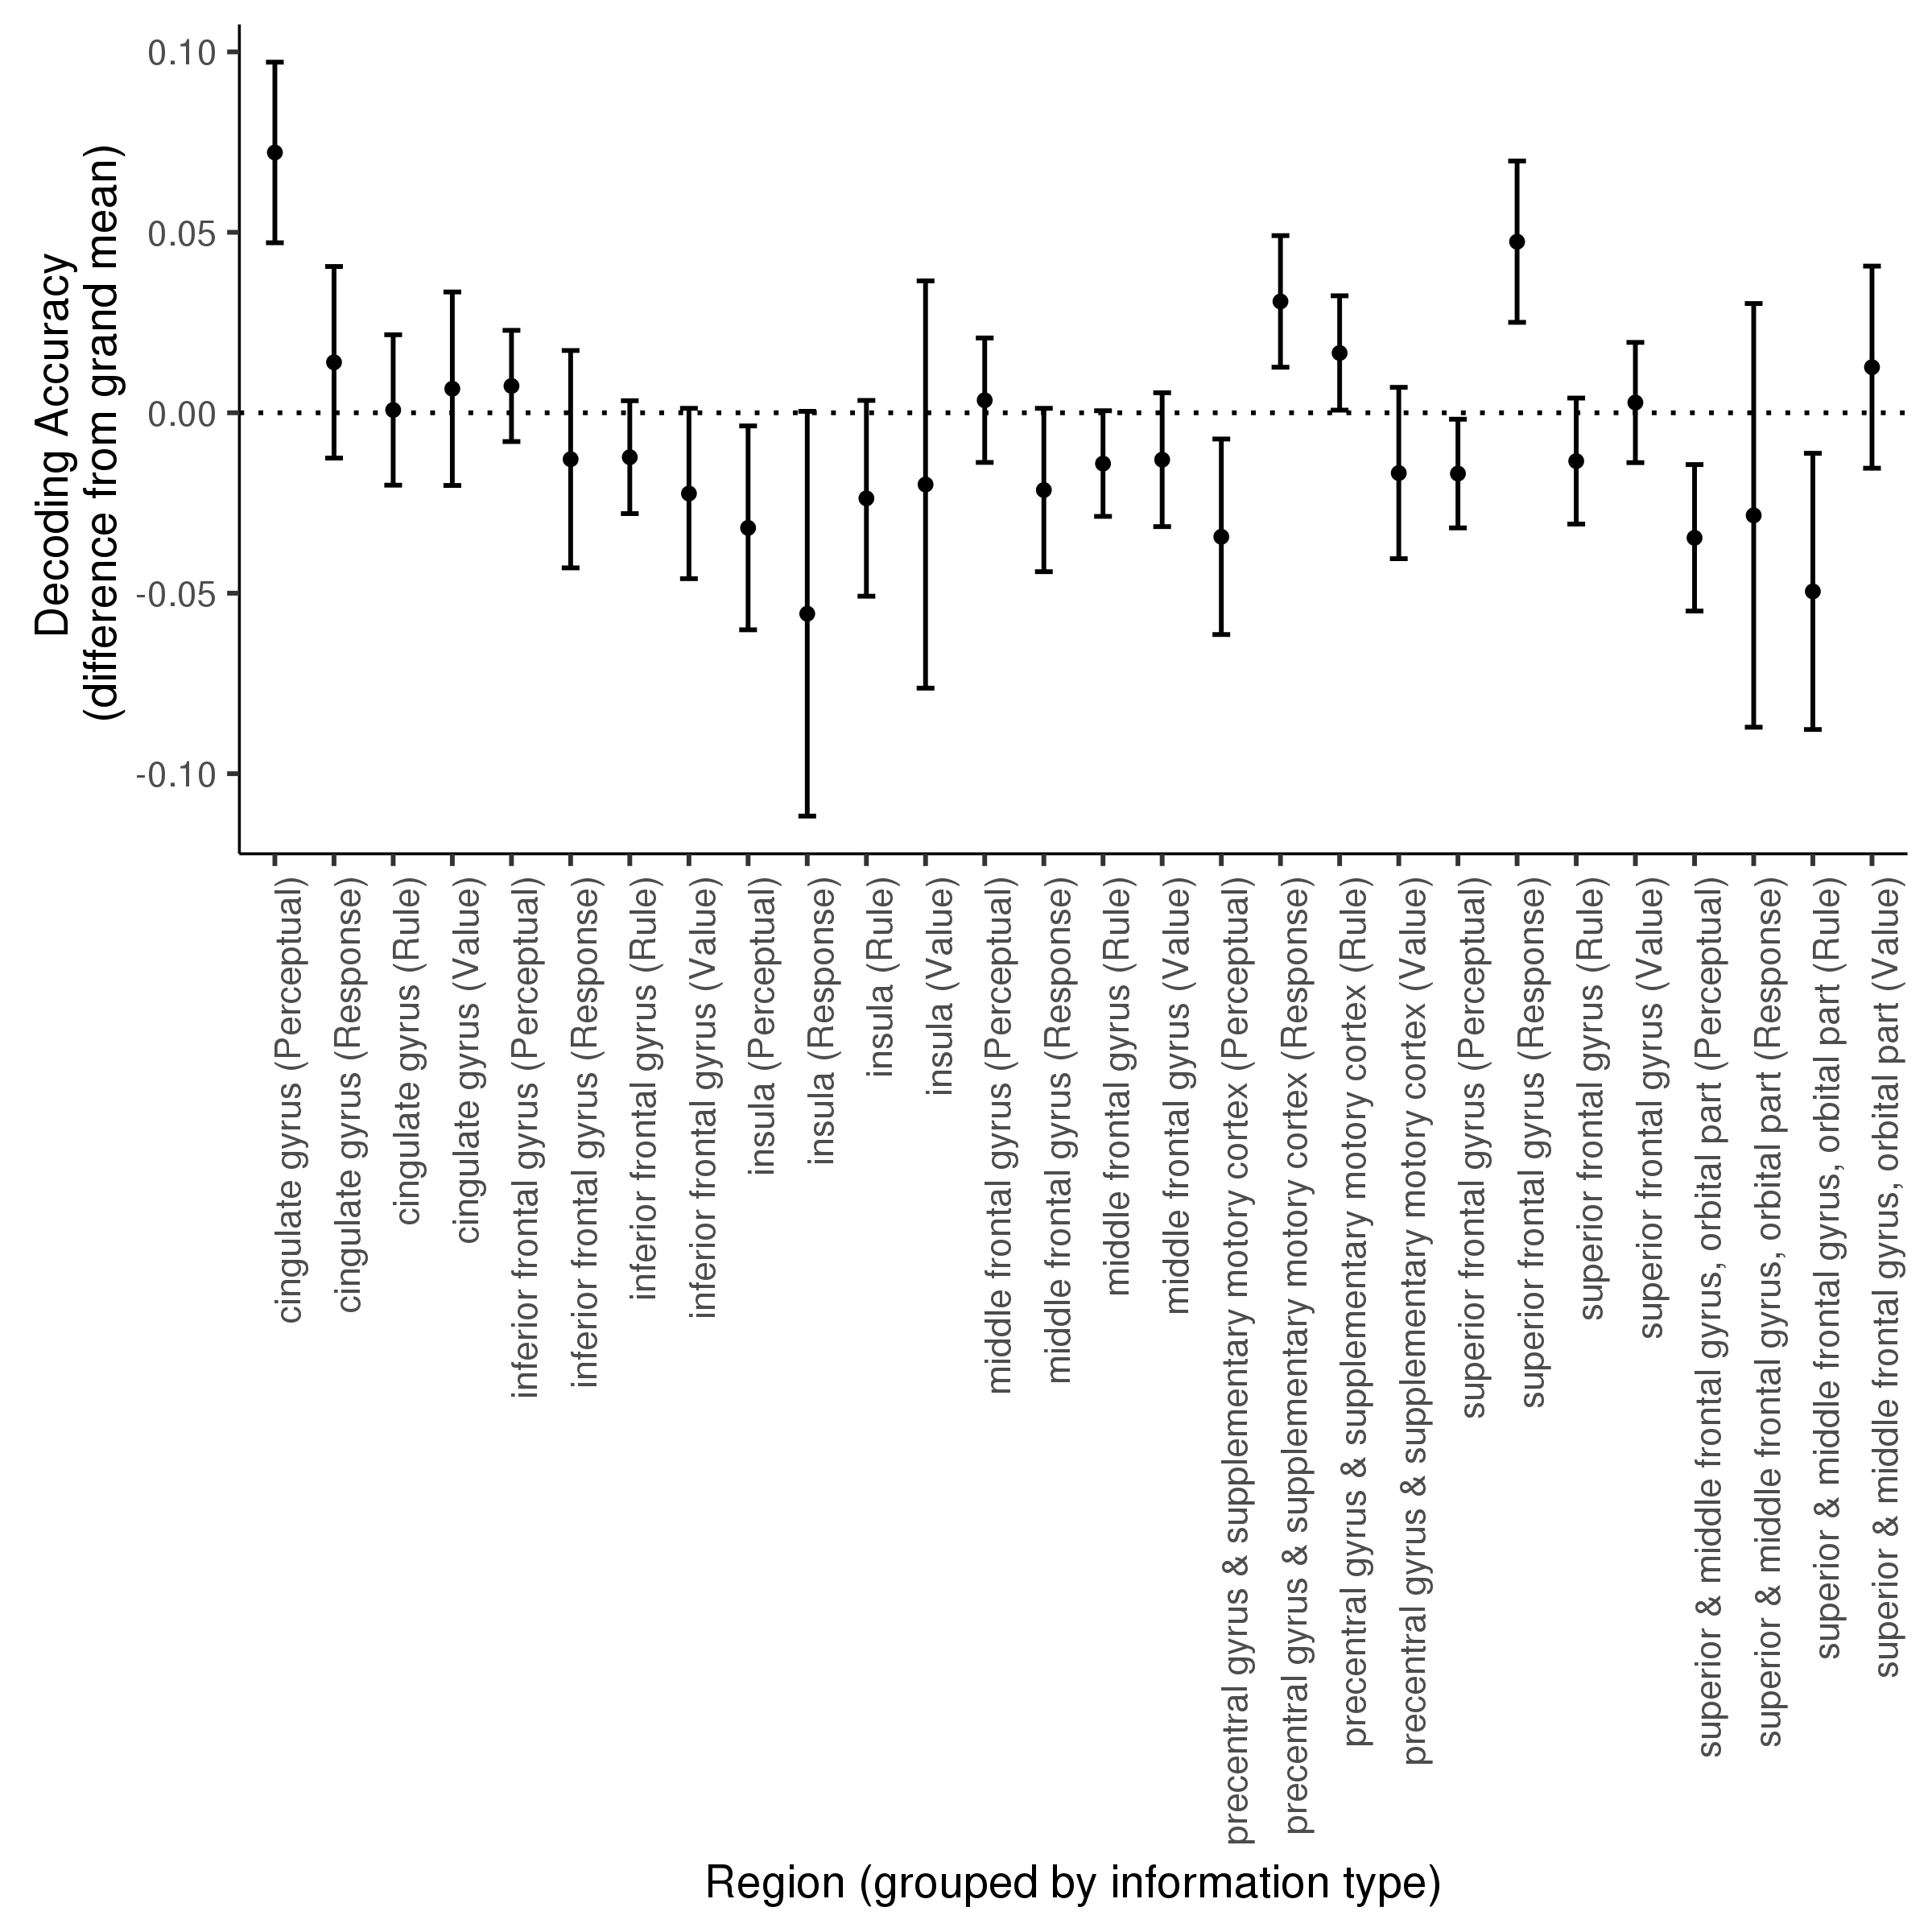 Decoding Accuracy
(difference from grand mean)
0.10
0.05
0.00
-0.05
-0.10
cingulate gyrus (Perceptual)
cingulate gyrus (Response)
cingulate gyrus (Rule)
cingulate gyrus (Value)
inferior frontal gyrus (Perceptual)
inferior frontal gyrus (Response)
inferior frontal gyrus (Rule)
inferior frontal gyrus (Value)
insula (Perceptual)
insula (Response)
insula (Rule)
insula (Value)
middle frontal gyrus (Perceptual)
middle frontal gyrus (Response)
middle frontal gyrus (Rule)
middle frontal gyrus (Value)
precentral gyrus & supplementary motory cortex (Perceptual)
precentral gyrus & supplementary motory cortex (Response)
precentral gyrus & supplementary motory cortex (Rule)
precentral gyrus & supplementary motory cortex (Value)
superior frontal gyrus (Perceptual)
superior frontal gyrus (Response)
superior frontal gyrus (Rule)
superior frontal gyrus (Value)
superior & middle frontal gyrus, orbital part (Perceptual)
superior & middle frontal gyrus, orbital part (Response)
superior & middle frontal gyrus, orbital part (Rule)
superior & middle frontal gyrus, orbital part (Value)
Region (grouped by information type)